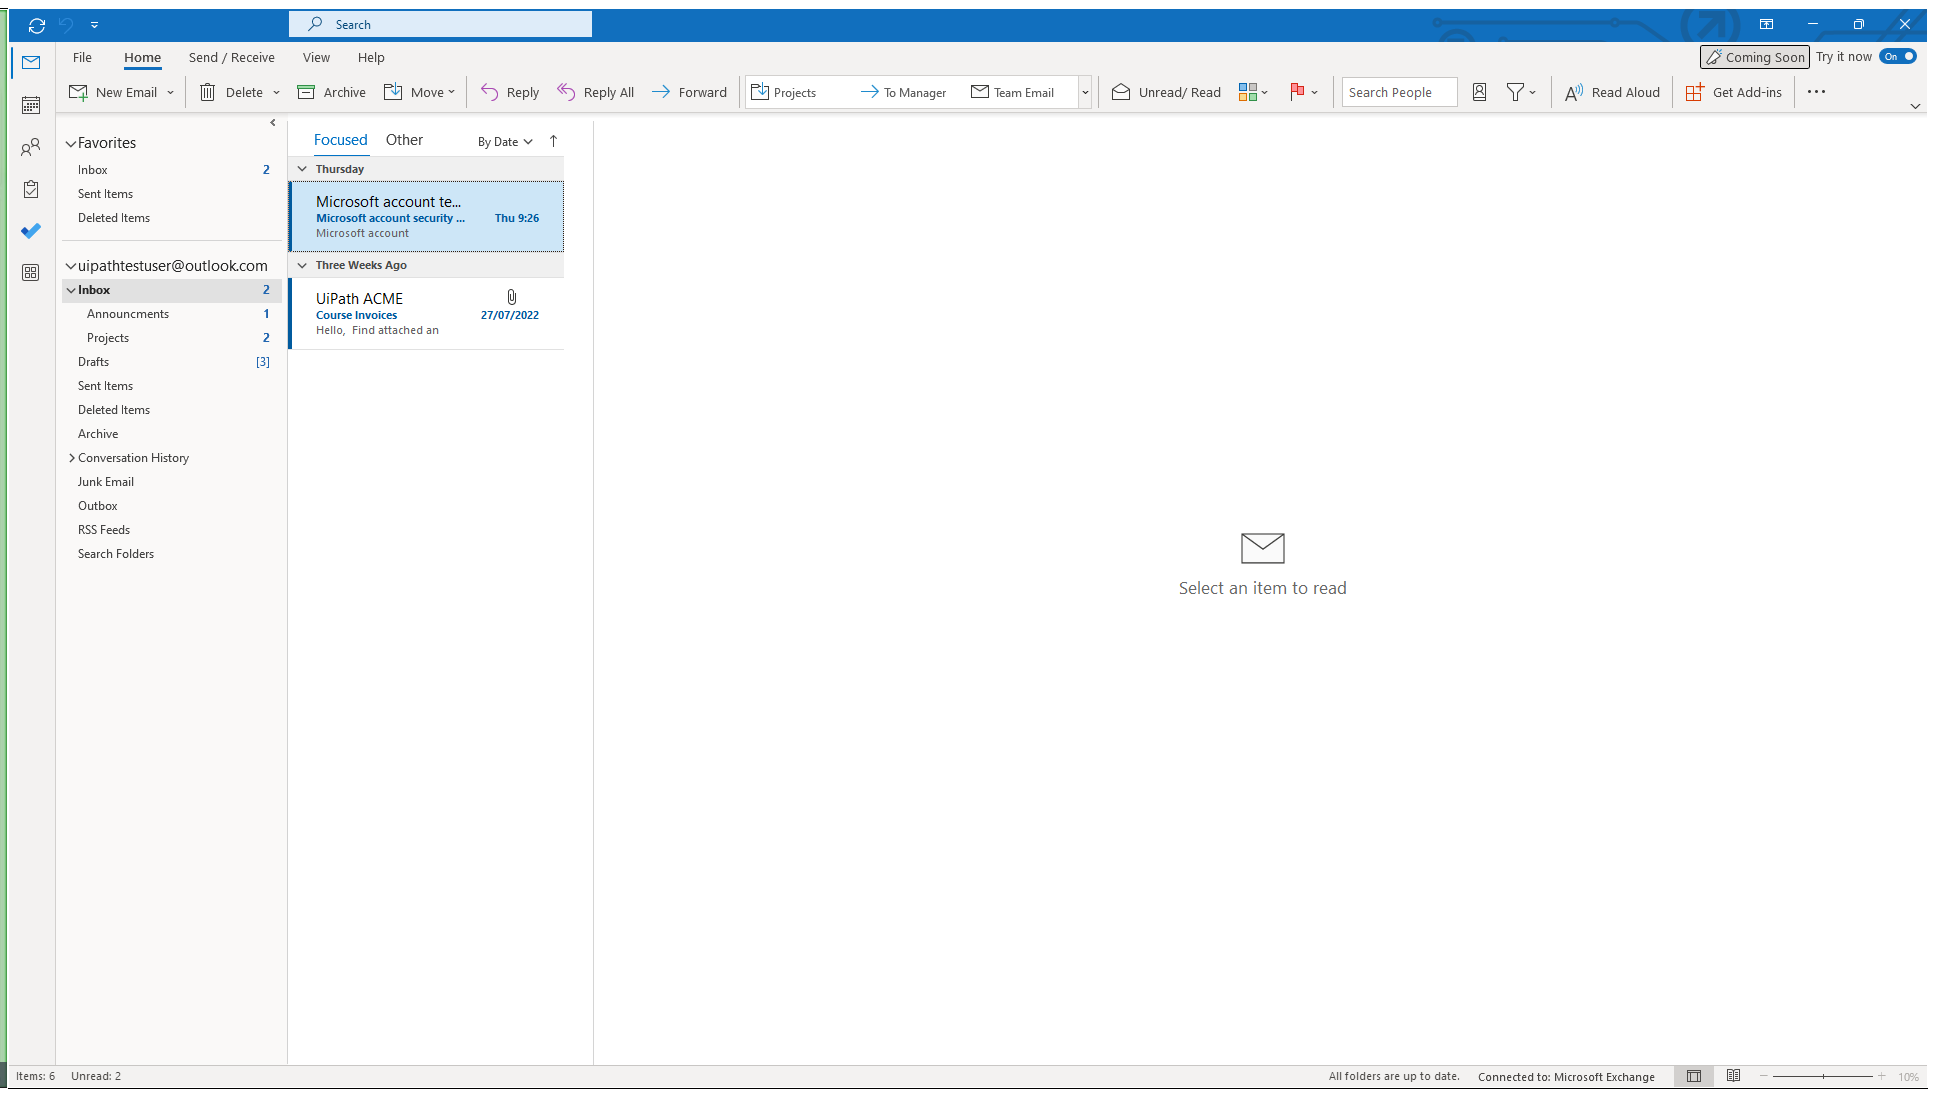 Search
File Home Send / Receive View Help Coming Soon Try it now On
New Email Delete Archive Move Reply Reply All Forward Projects To Manager Team Email Unread/ Read Search People Read Aloud Get Add-ins
Favorites
Inbox 2
Sent Items
Deleted Items
uipathtestuser@outlook.com
Inbox 2
Announcments 1
Projects 2
Drafts [3]
Sent Items
Deleted Items
Archive
Conversation History
Junk Email
Outbox
RSS Feeds
Search Folders
Focused Other By Date
Thursday
Microsoft account te...
Microsoft account security ... Thu 9:26
Microsoft account
Three Weeks Ago
UiPath ACME
Course Invoices 27/07/2022
Hello, Find attached an
Select an item to read
Items: 6 Unread: 2 All folders are up to date. Connected to: Microsoft Exchange 10%